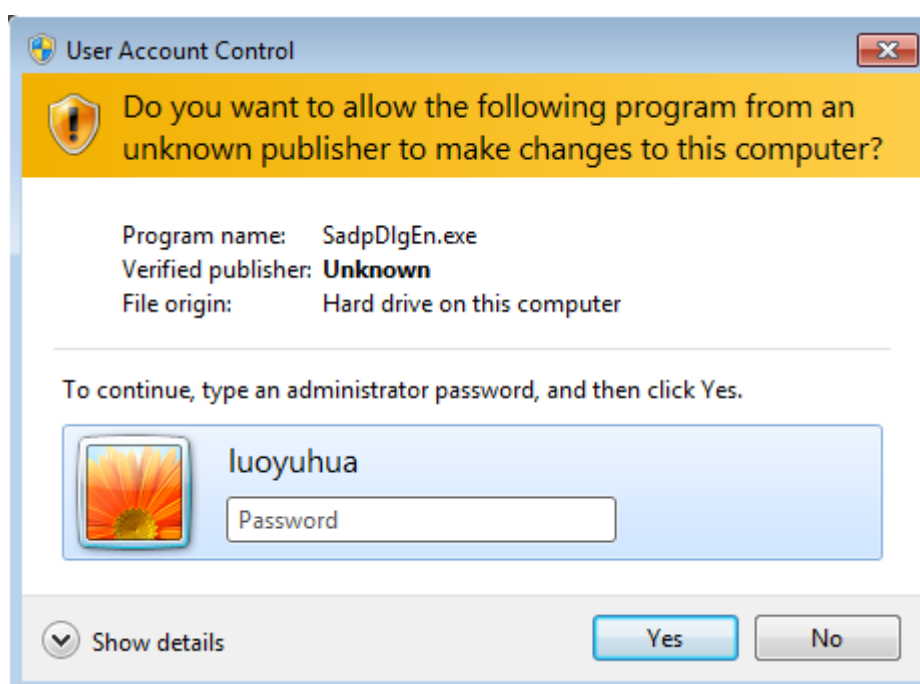 User Account Control
Do you want to allow the following program from an
unknown publisher to make changes to this computer?
Program name: SadpDlgEn.exe
Verified publisher: Unknown
File origin: Hard drive on this computer
To continue, type an administrator password, and then click Yes.
luoyuhua
Password
Show details
Yes
No